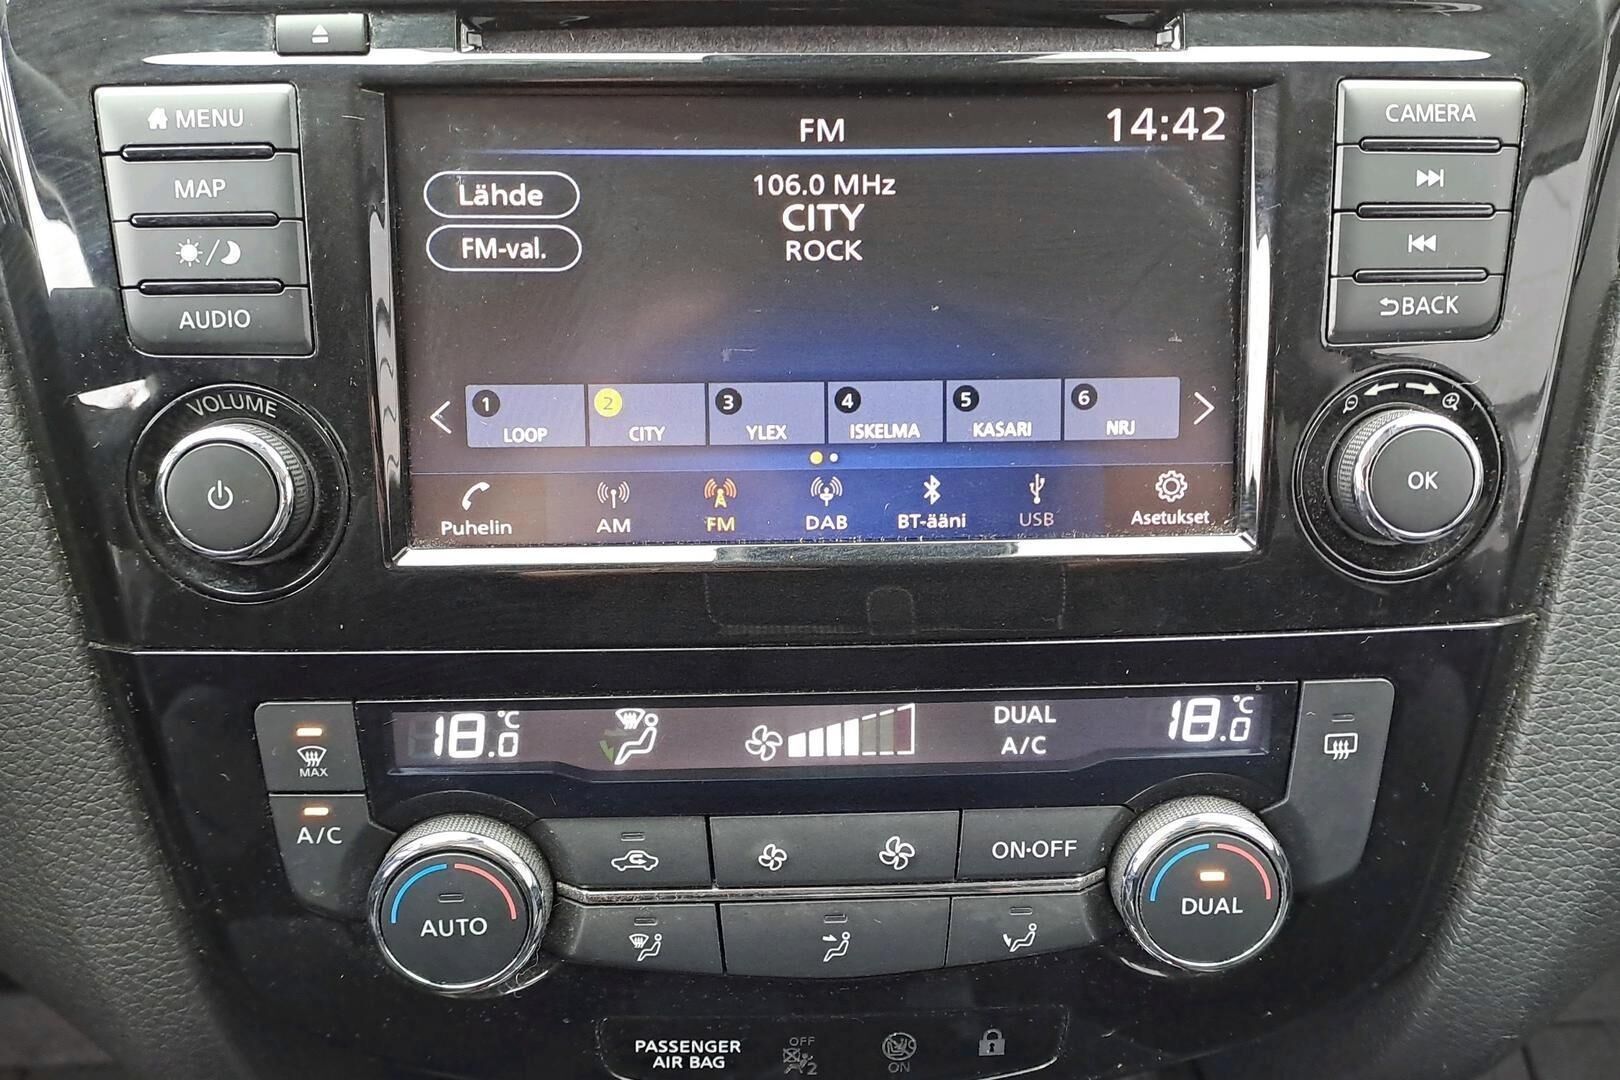 MENU
MAP
AUDIO
VOLUME
FM
14:42
Lähde
FM-val.
106.0 MHz
CITY
ROCK
1 LOOP
2 CITY
3 YLEX
4 ISKELMA
5 KASARI
6 NRJ
Puhelin
AM
FM
DAB
BT-ääni
USB
Asetukset
CAMERA
BACK
OK
18.0 °C
DUAL
A/C
18.0 °C
MAX
A/C
AUTO
ON·OFF
DUAL
PASSENGER
AIR BAG
OFF
2
ON